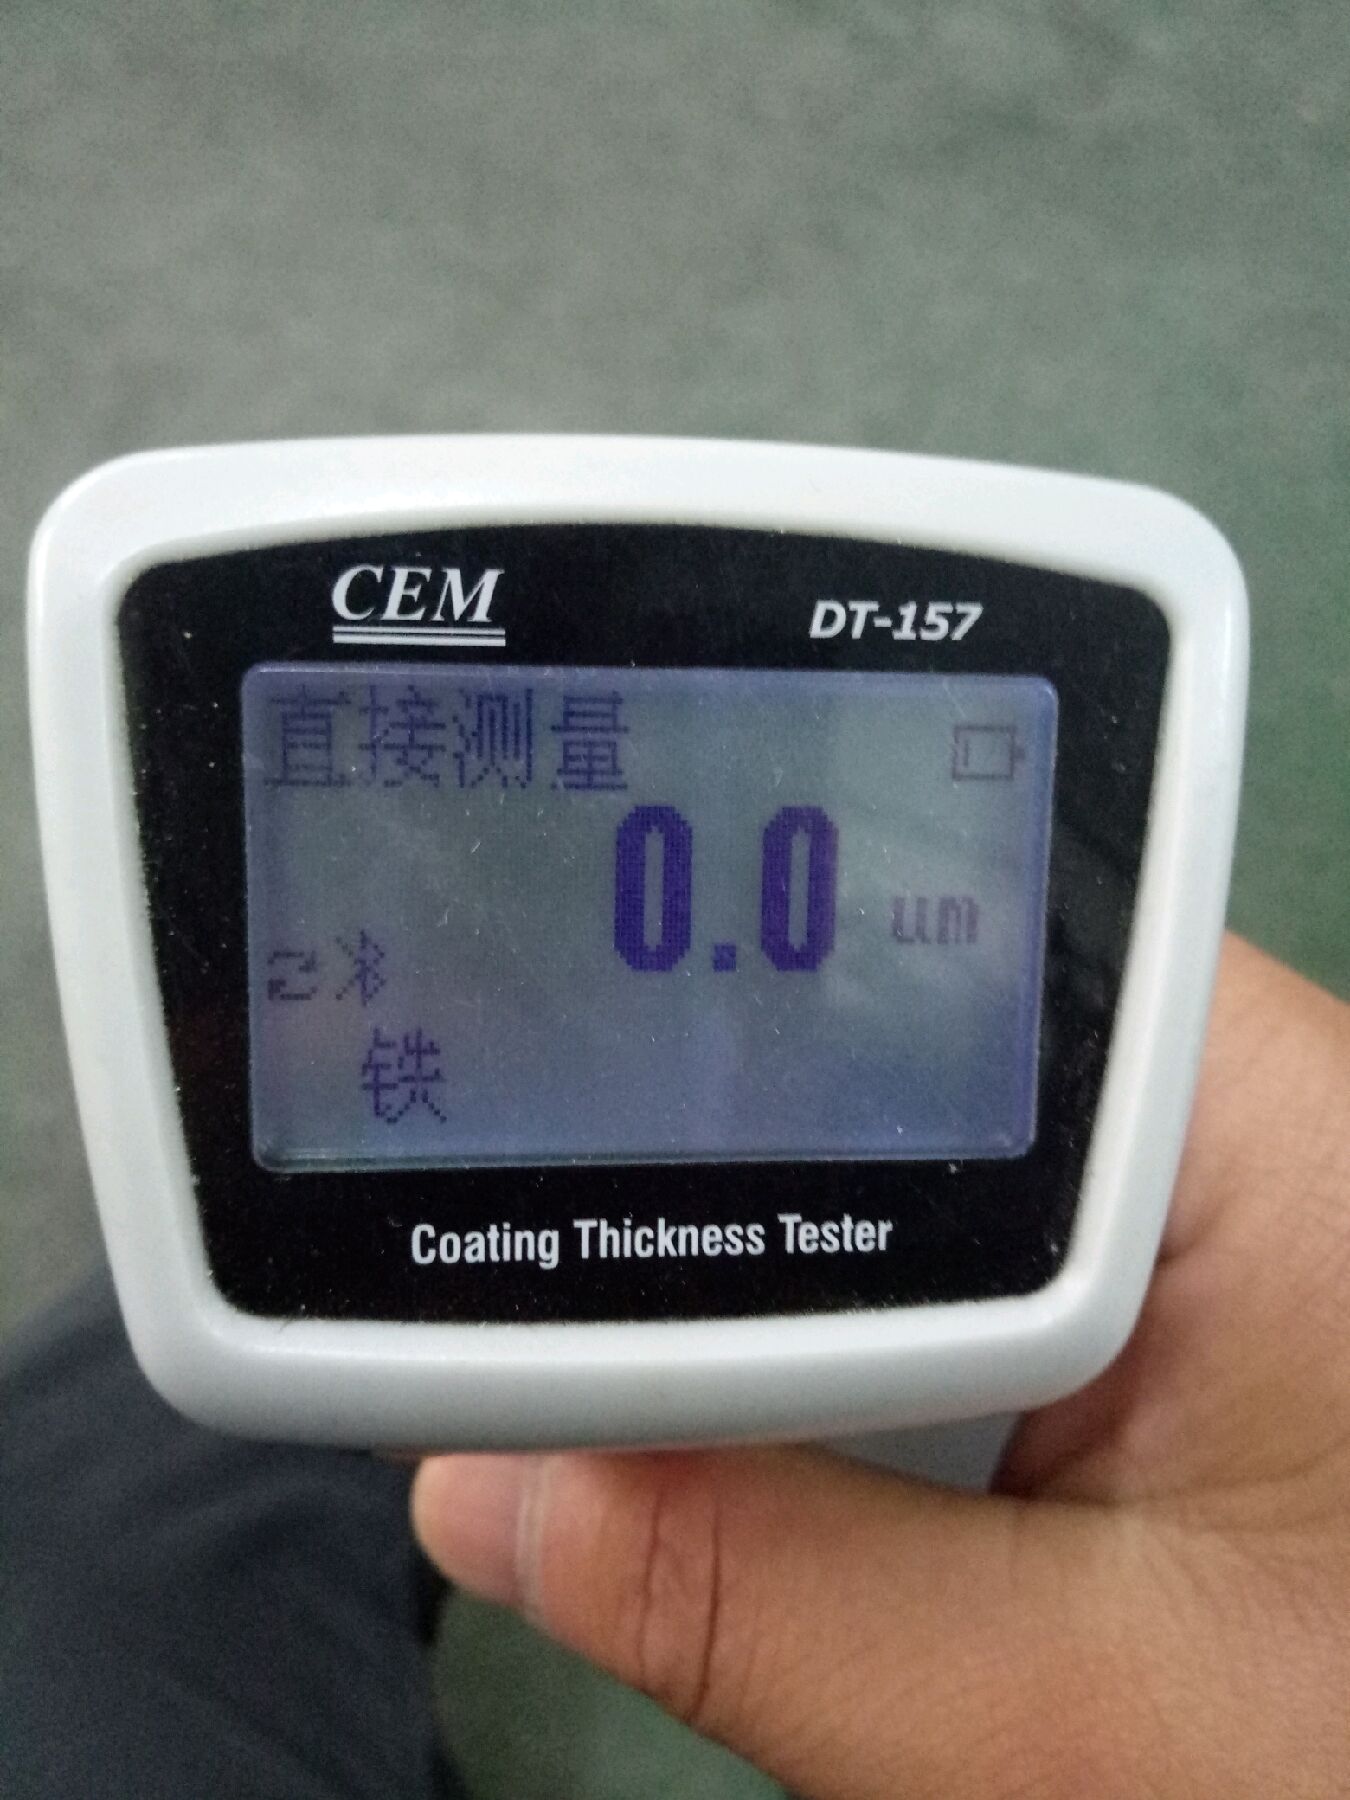 CEM
DT-157
直接测量
0.0 um
铁
Coating Thickness Tester